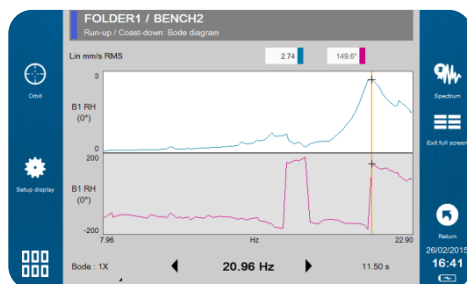 FOLDER1 / BENCH2
Run-up / Coast-down: Bode diagram
Lin mm/s RMS
2.74
149.6°
Orbit
Setup display
3
B1 RH
(0°)
0
200
B1 RH
(0°)
-200
7.96
Hz
22.90
Bode : 1X
20.96 Hz
11.50 s
Spectrum
Exit full screen
Return
26/02/2015
16:41